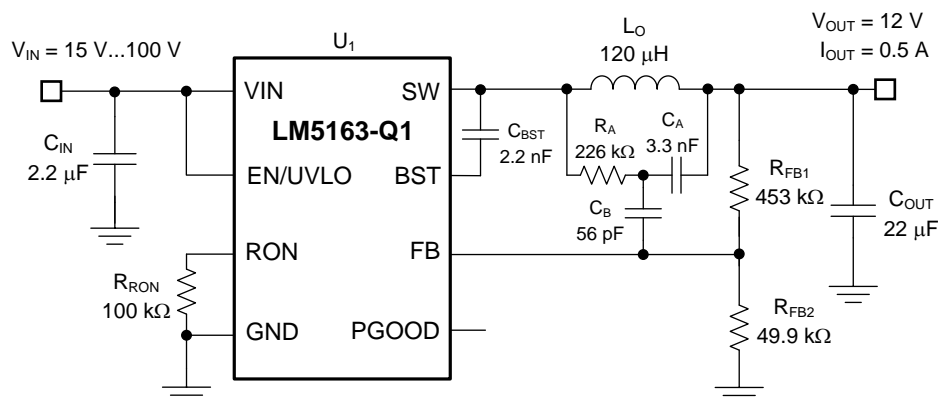 V_IN = 15 V...100 V
U1
L_O
120 μH
V_OUT = 12 V
I_OUT = 0.5 A
VIN
SW
LM5163-Q1
C_IN
2.2 μF
EN/UVLO
BST
C_BST
2.2 nF
R_A
226 kΩ
C_A
3.3 nF
C_B
56 pF
R_FB1
453 kΩ
C_OUT
22 μF
RON
FB
R_RON
100 kΩ
GND
PGOOD
R_FB2
49.9 kΩ